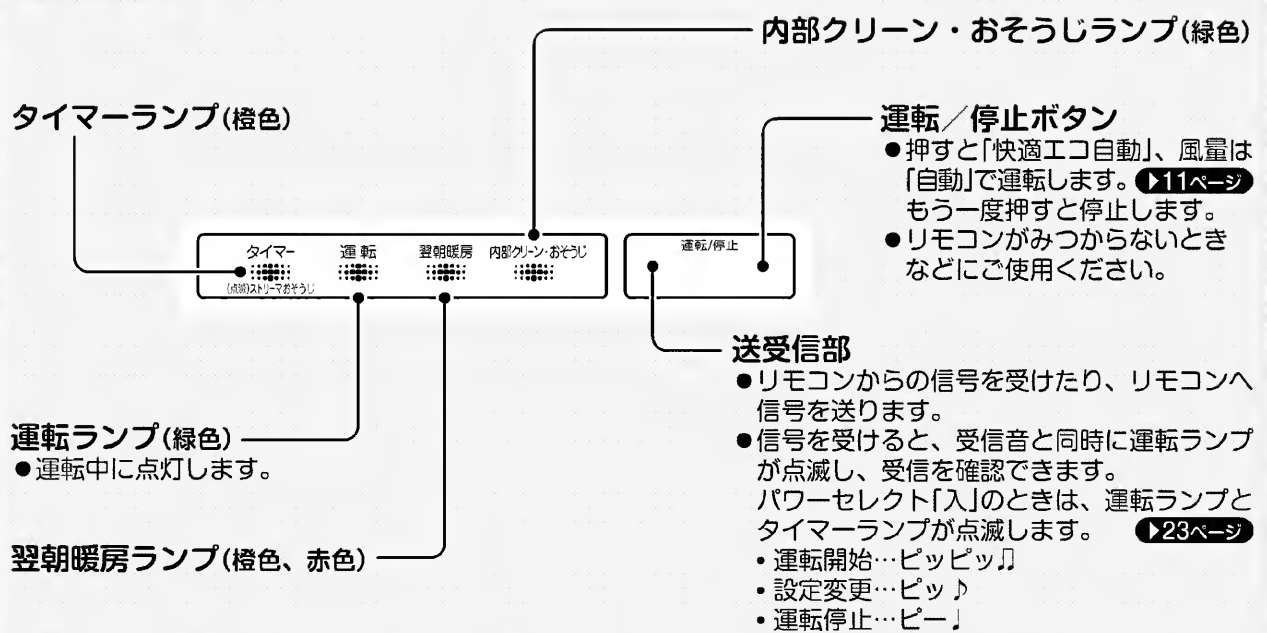 内部クリーン・おそうじランプ(緑色)
タイマーランプ(橙色)
運転／停止ボタン
●押すと「快適エコ自動」、風量は
「自動」で運転します。▶11ページ
もう一度押すと停止します。
●リモコンがみつからないとき
などにご使用ください。
タイマー 運転 翌朝暖房 内部クリーン・おそうじ
(点滅)ストリーマおそうじ
運転/停止
送受信部
●リモコンからの信号を受けたり、リモコンへ
信号を送ります。
●信号を受けると、受信音と同時に運転ランプ
が点滅し、受信を確認できます。
パワーセレクト「入」のときは、運転ランプと
タイマーランプが点滅します。 ▶23ページ
・運転開始…ピッピッ♫
・設定変更…ピッ♪
・運転停止…ピー♩
運転ランプ(緑色)
●運転中に点灯します。
翌朝暖房ランプ(橙色、赤色)